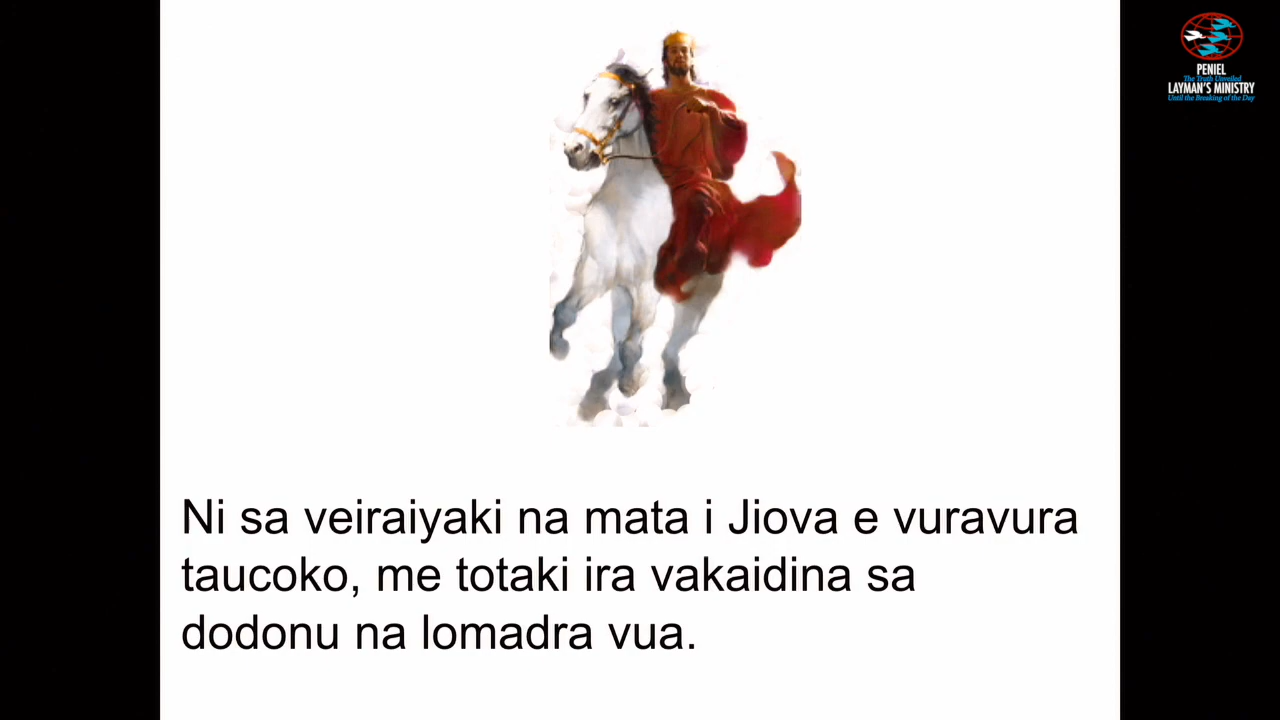 PENIEL
The Truth Unveiled
LAYMAN'S MINISTRY
Until the Breaking of the Day
Ni sa veiraiyaki na mata i Jiova e vuravura
taucoko, me totaki ira vakaidina sa
dodonu na lomadra vua.